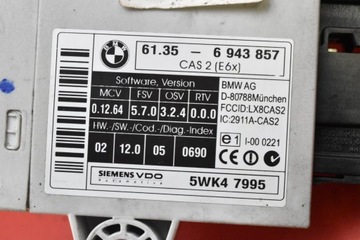 BMW
61.35 - 6 943 857
CAS 2 (E6x)
Software, Version
MCV FSV OSV RTV
0.12.64 5.7.0 3.2.4 0.0.0
HW. /SW. -/Cod.-/Diag.-Index
02 12.0 05 0690
BMW AG
D-80788München
FCCID:LX8CAS2
IC:2911A-CAS2
e1 I-00 0221
CE
SIEMENS VDO
Automotive
5WK4 7995